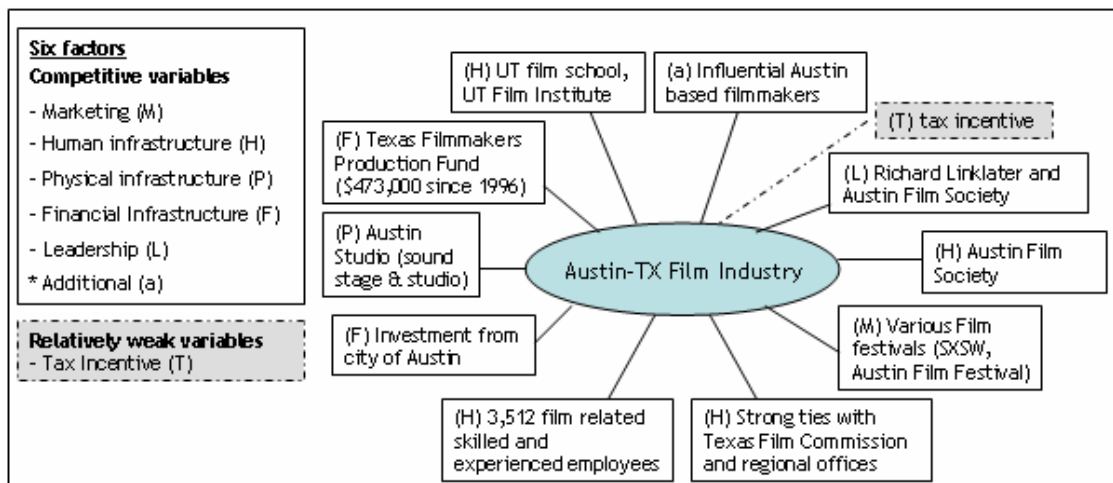 Six factors
Competitive variables
- Marketing (M)
- Human infrastructure (H)
- Physical infrastructure (P)
- Financial Infrastructure (F)
- Leadership (L)
* Additional (a)
Relatively weak variables
- Tax Incentive (T)
(H) UT film school,
UT Film Institute
(a) Influential Austin
based filmmakers
(T) tax incentive
(F) Texas Filmmakers
Production Fund
($473,000 since 1996)
(L) Richard Linklater and
Austin Film Society
(P) Austin
Studio (sound
stage & studio)
Austin-TX Film Industry
(H) Austin Film
Society
(F) Investment from
city of Austin
(M) Various Film
festivals (SXSW,
Austin Film Festival)
(H) 3,512 film related
skilled and
experienced employees
(H) Strong ties with
Texas Film Commission
and regional offices